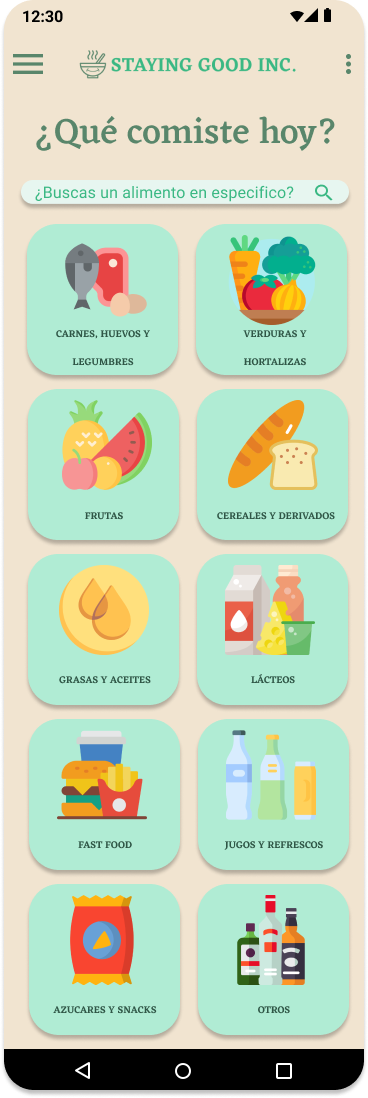 12:30
STAYING GOOD INC.
¿Qué comiste hoy?
¿Buscas un alimento en especifico?
CARNES, HUEVOS Y
LEGUMBRES
VERDURAS Y
HORTALIZAS
FRUTAS
CEREALES Y DERIVADOS
GRASAS Y ACEITES
LÁCTEOS
FAST FOOD
JUGOS Y REFRESCOS
AZUCARES Y SNACKS
OTROS